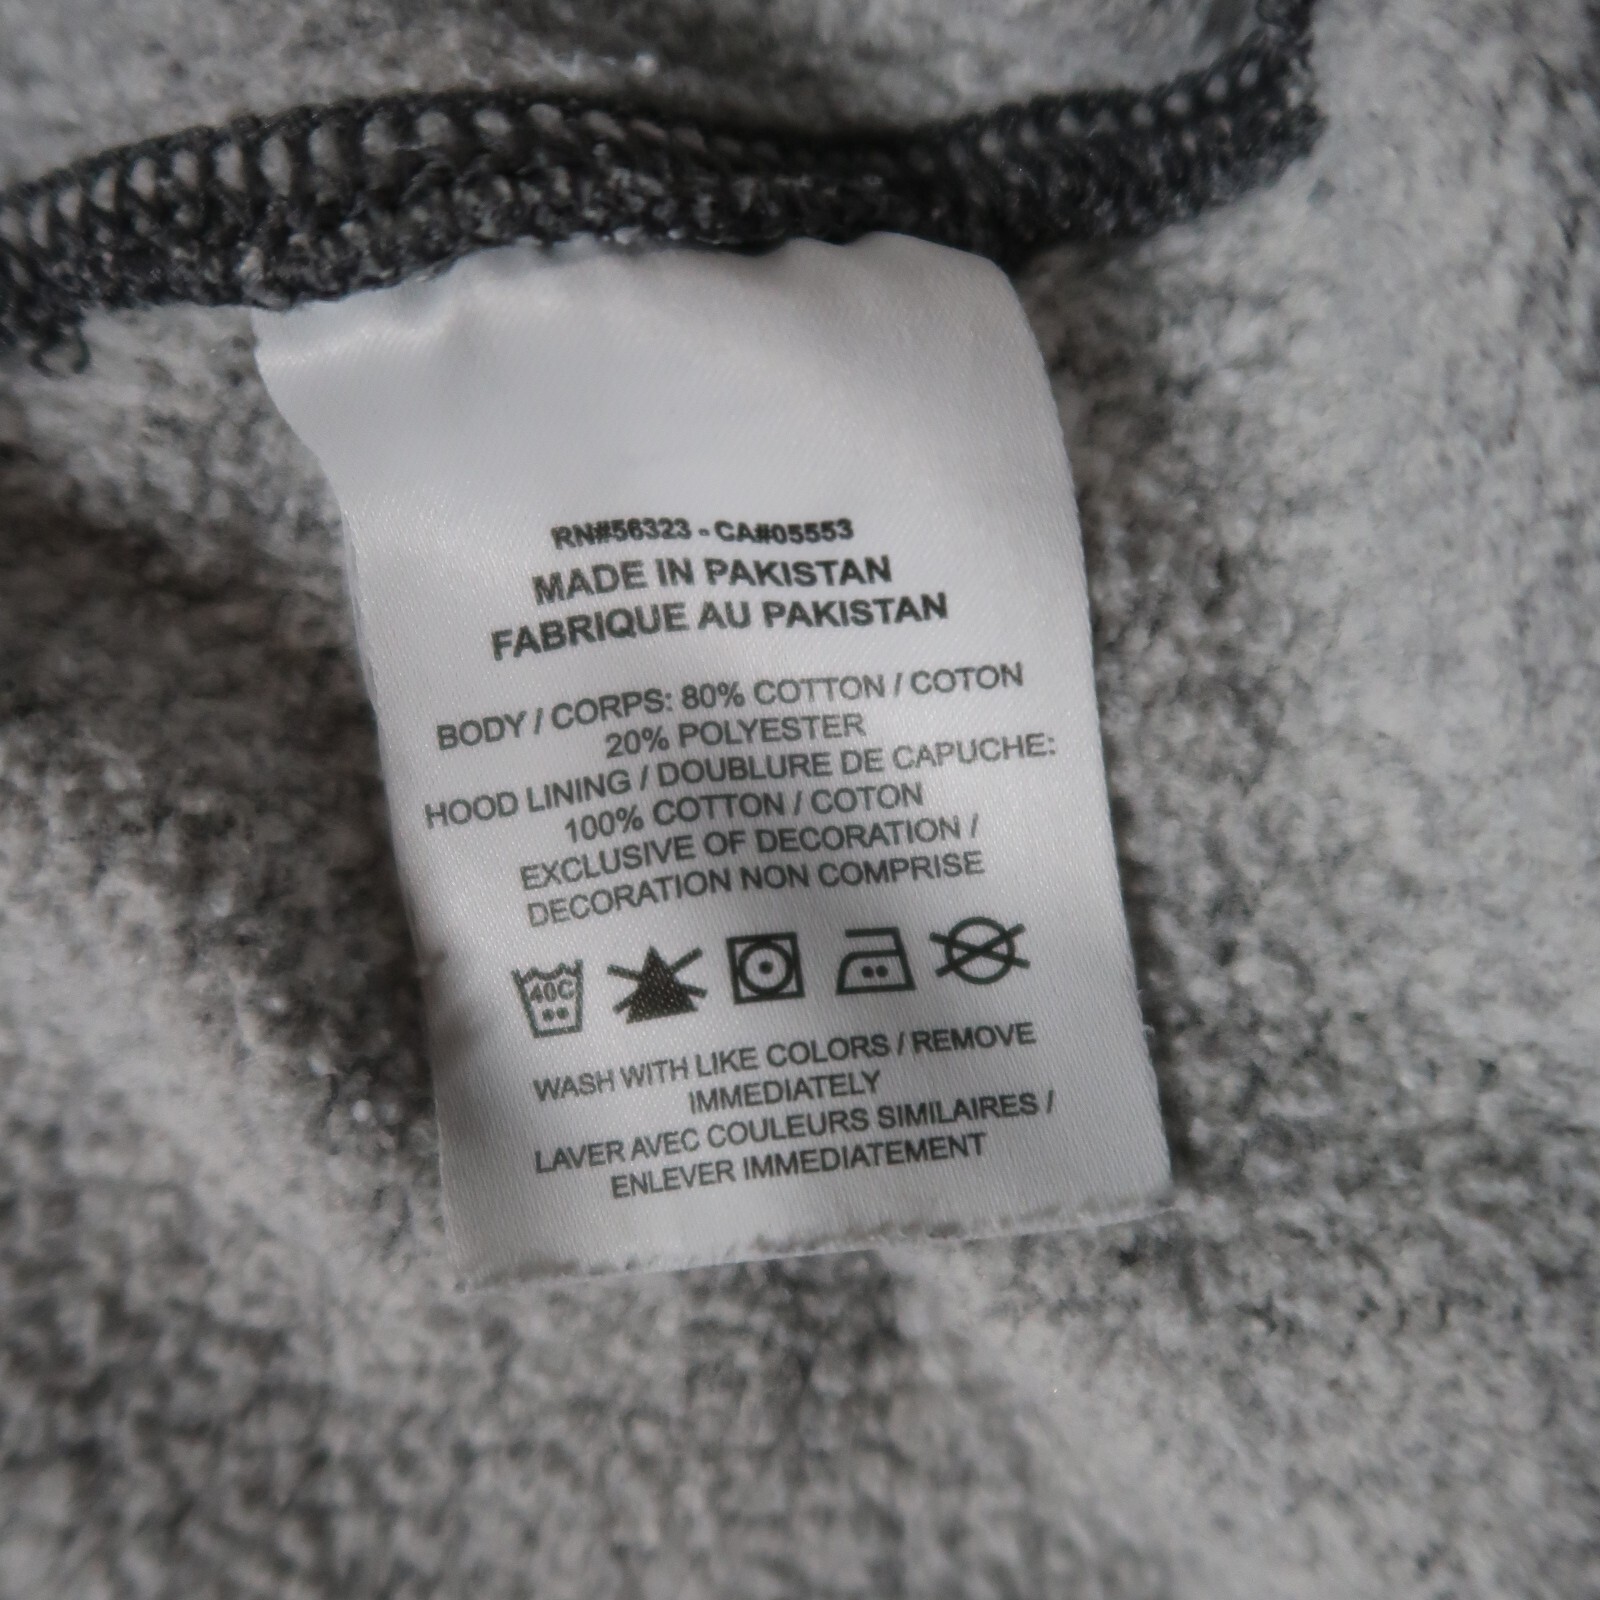 RN#56323 - CA#05553
MADE IN PAKISTAN
FABRIQUE AU PAKISTAN
BODY / CORPS: 80% COTTON / COTON
20% POLYESTER
HOOD LINING / DOUBLURE DE CAPUCHE:
100% COTTON / COTON
EXCLUSIVE OF DECORATION /
DECORATION NON COMPRISE
40C
WASH WITH LIKE COLORS / REMOVE
IMMEDIATELY
LAVER AVEC COULEURS SIMILAIRES /
ENLEVER IMMEDIATEMENT